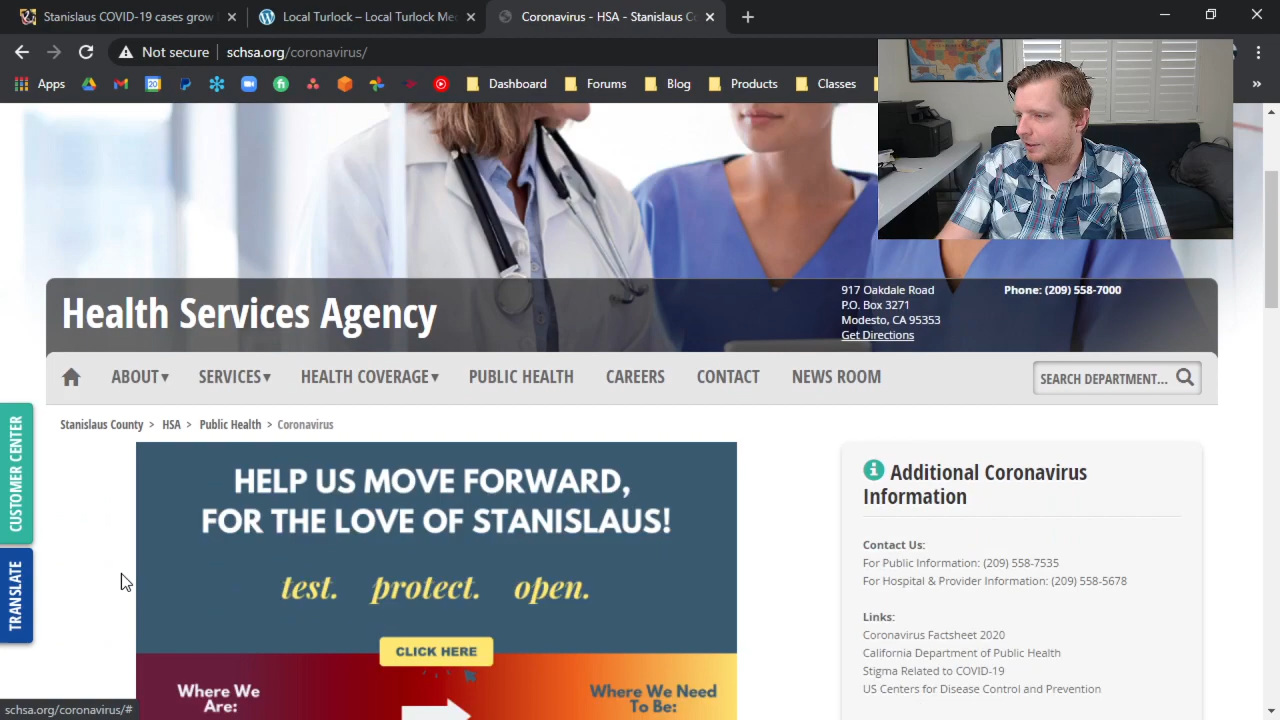 Stanislaus COVID-19 cases grow
Local Turlock – Local Turlock Me
Coronavirus - HSA - Stanislaus C
Not secure
schsa.org/coronavirus/
Apps
Dashboard
Forums
Blog
Products
Classes
Health Services Agency
917 Oakdale Road
P.O. Box 3271
Modesto, CA 95353
Get Directions
Phone: (209) 558-7000
ABOUT▾
SERVICES▾
HEALTH COVERAGE▾
PUBLIC HEALTH
CAREERS
CONTACT
NEWS ROOM
SEARCH DEPARTMENT...
Stanislaus County > HSA > Public Health > Coronavirus
CUSTOMER CENTER
TRANSLATE
HELP US MOVE FORWARD,
FOR THE LOVE OF STANISLAUS!
test. protect. open.
CLICK HERE
Where We
Are:
Where We Need
To Be:
Additional Coronavirus
Information
Contact Us:
For Public Information: (209) 558-7535
For Hospital & Provider Information: (209) 558-5678
Links:
Coronavirus Factsheet 2020
California Department of Public Health
Stigma Related to COVID-19
US Centers for Disease Control and Prevention
schsa.org/coronavirus/#